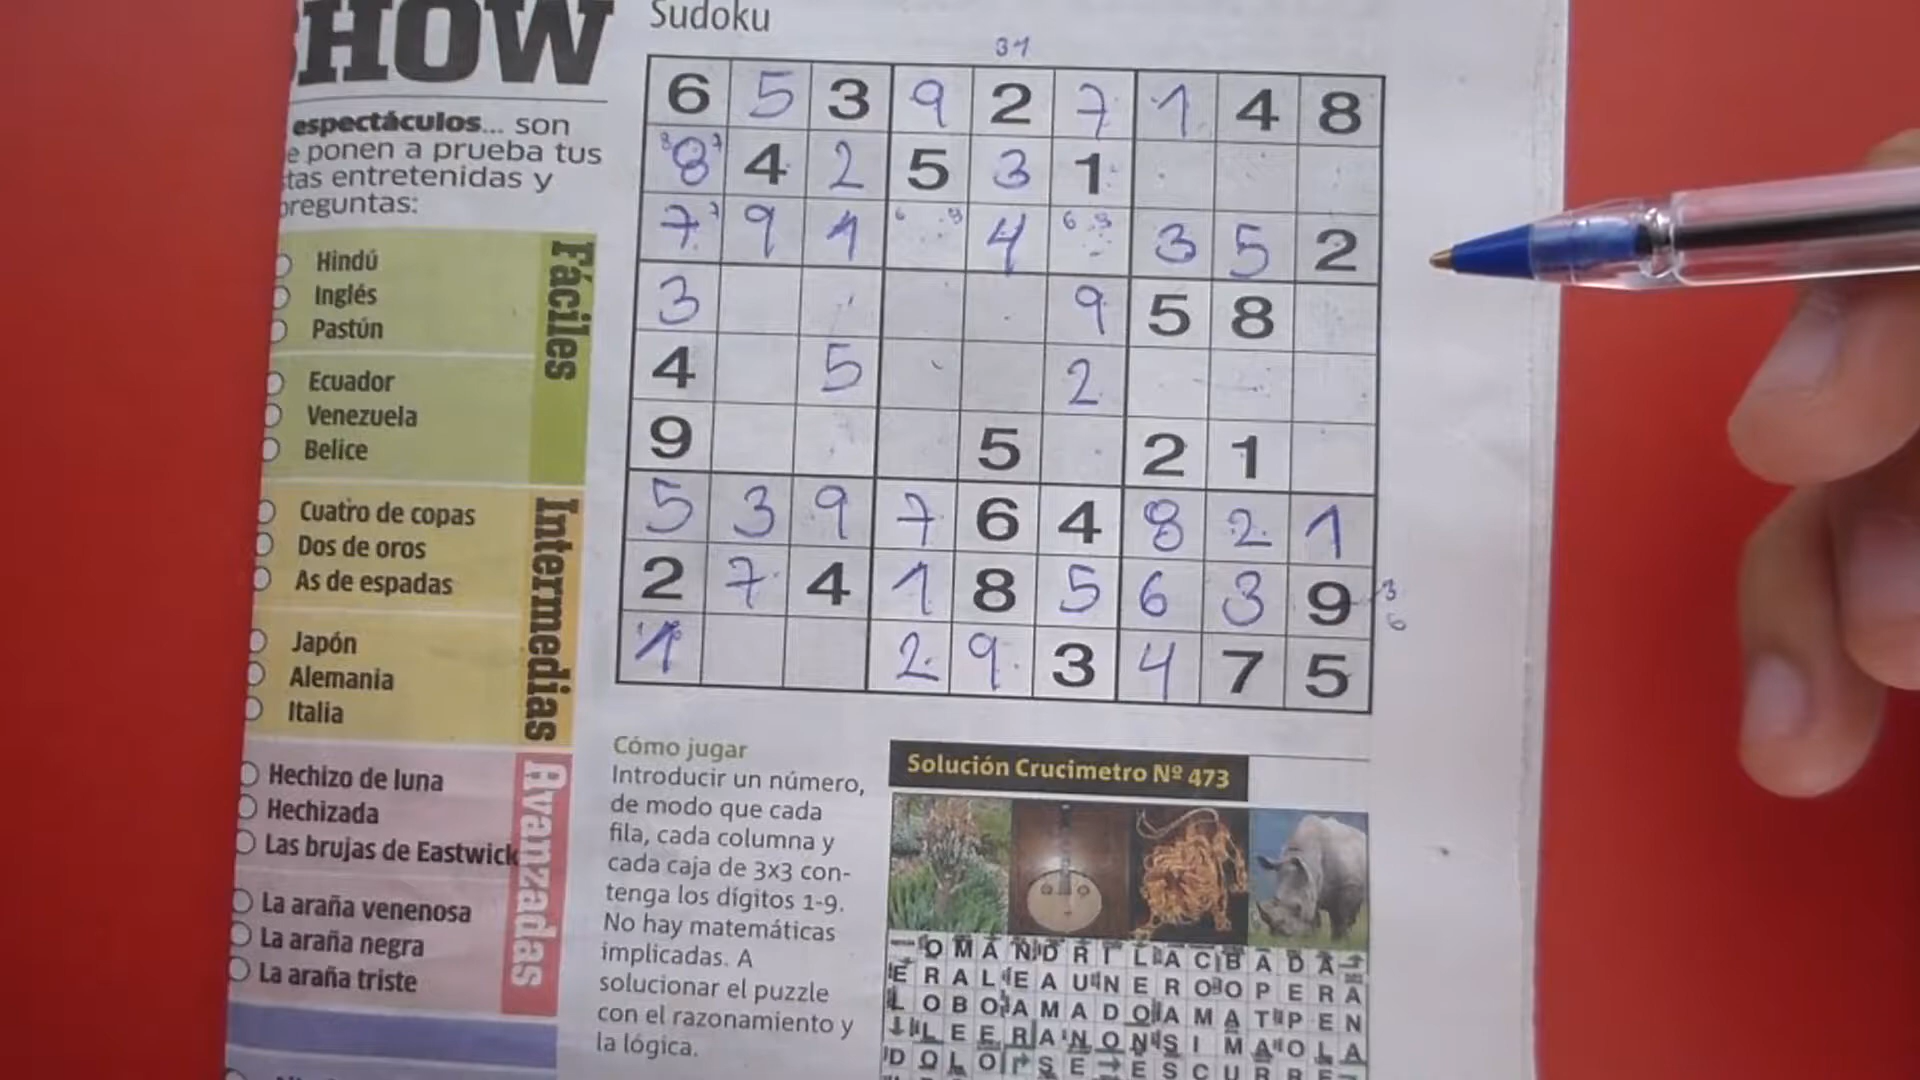 HOW
espectáculos... son
e ponen a prueba tus
tas entretenidas y
preguntas:
Fáciles
Hindú
Inglés
Pastún
Ecuador
Venezuela
Belice
Intermedias
Cuatro de copas
Dos de oros
As de espadas
Japón
Alemania
Italia
Avanzadas
Hechizo de luna
Hechizada
Las brujas de Eastwick
La araña venenosa
La araña negra
La araña triste
Sudoku
31
6 5 3 9 2 7 1 4 8
8 4 2 5 3 1
7 9 1 4 3 5 2
3 9 5 8
4 5 2
9 5 2 1
5 3 9 7 6 4 8 2 1
2 7 4 1 8 5 6 3 9
1 2 9 3 4 7 5
Cómo jugar
Introducir un número,
de modo que cada
fila, cada columna y
cada caja de 3x3 con-
tenga los dígitos 1-9.
No hay matemáticas
implicadas. A
solucionar el puzzle
con el razonamiento y
la lógica.
Solución Crucimetro Nº 473
O M A N D R I L A C B A D A
E R A L E A U N E R O O P E R A
L O B O A M A D O A M A T P E N
L E E R A N O N S I M A O L A